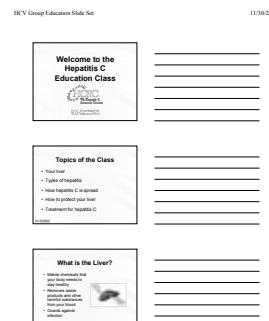 HCV Group Education Slide Set 11/30/2
Welcome to the
Hepatitis C
Education Class
HCRC
Topics of the Class
• Your liver
• Types of hepatitis
• How hepatitis C is spread
• How to protect your liver
• Treatment for hepatitis C
What is the Liver?
• Makes chemicals that
your body needs to
stay healthy
• Removes waste
products and other
harmful substances
from your blood
• Guards against
infection